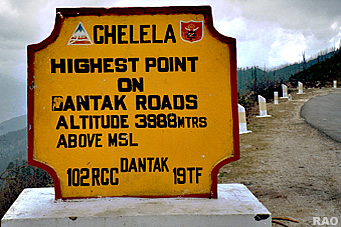 CHELELA
HIGHEST POINT
ON
DANTAK ROADS
ALTITUDE 3988MTRS
ABOVE MSL
DANTAK
102 RCC 19TF
RAO